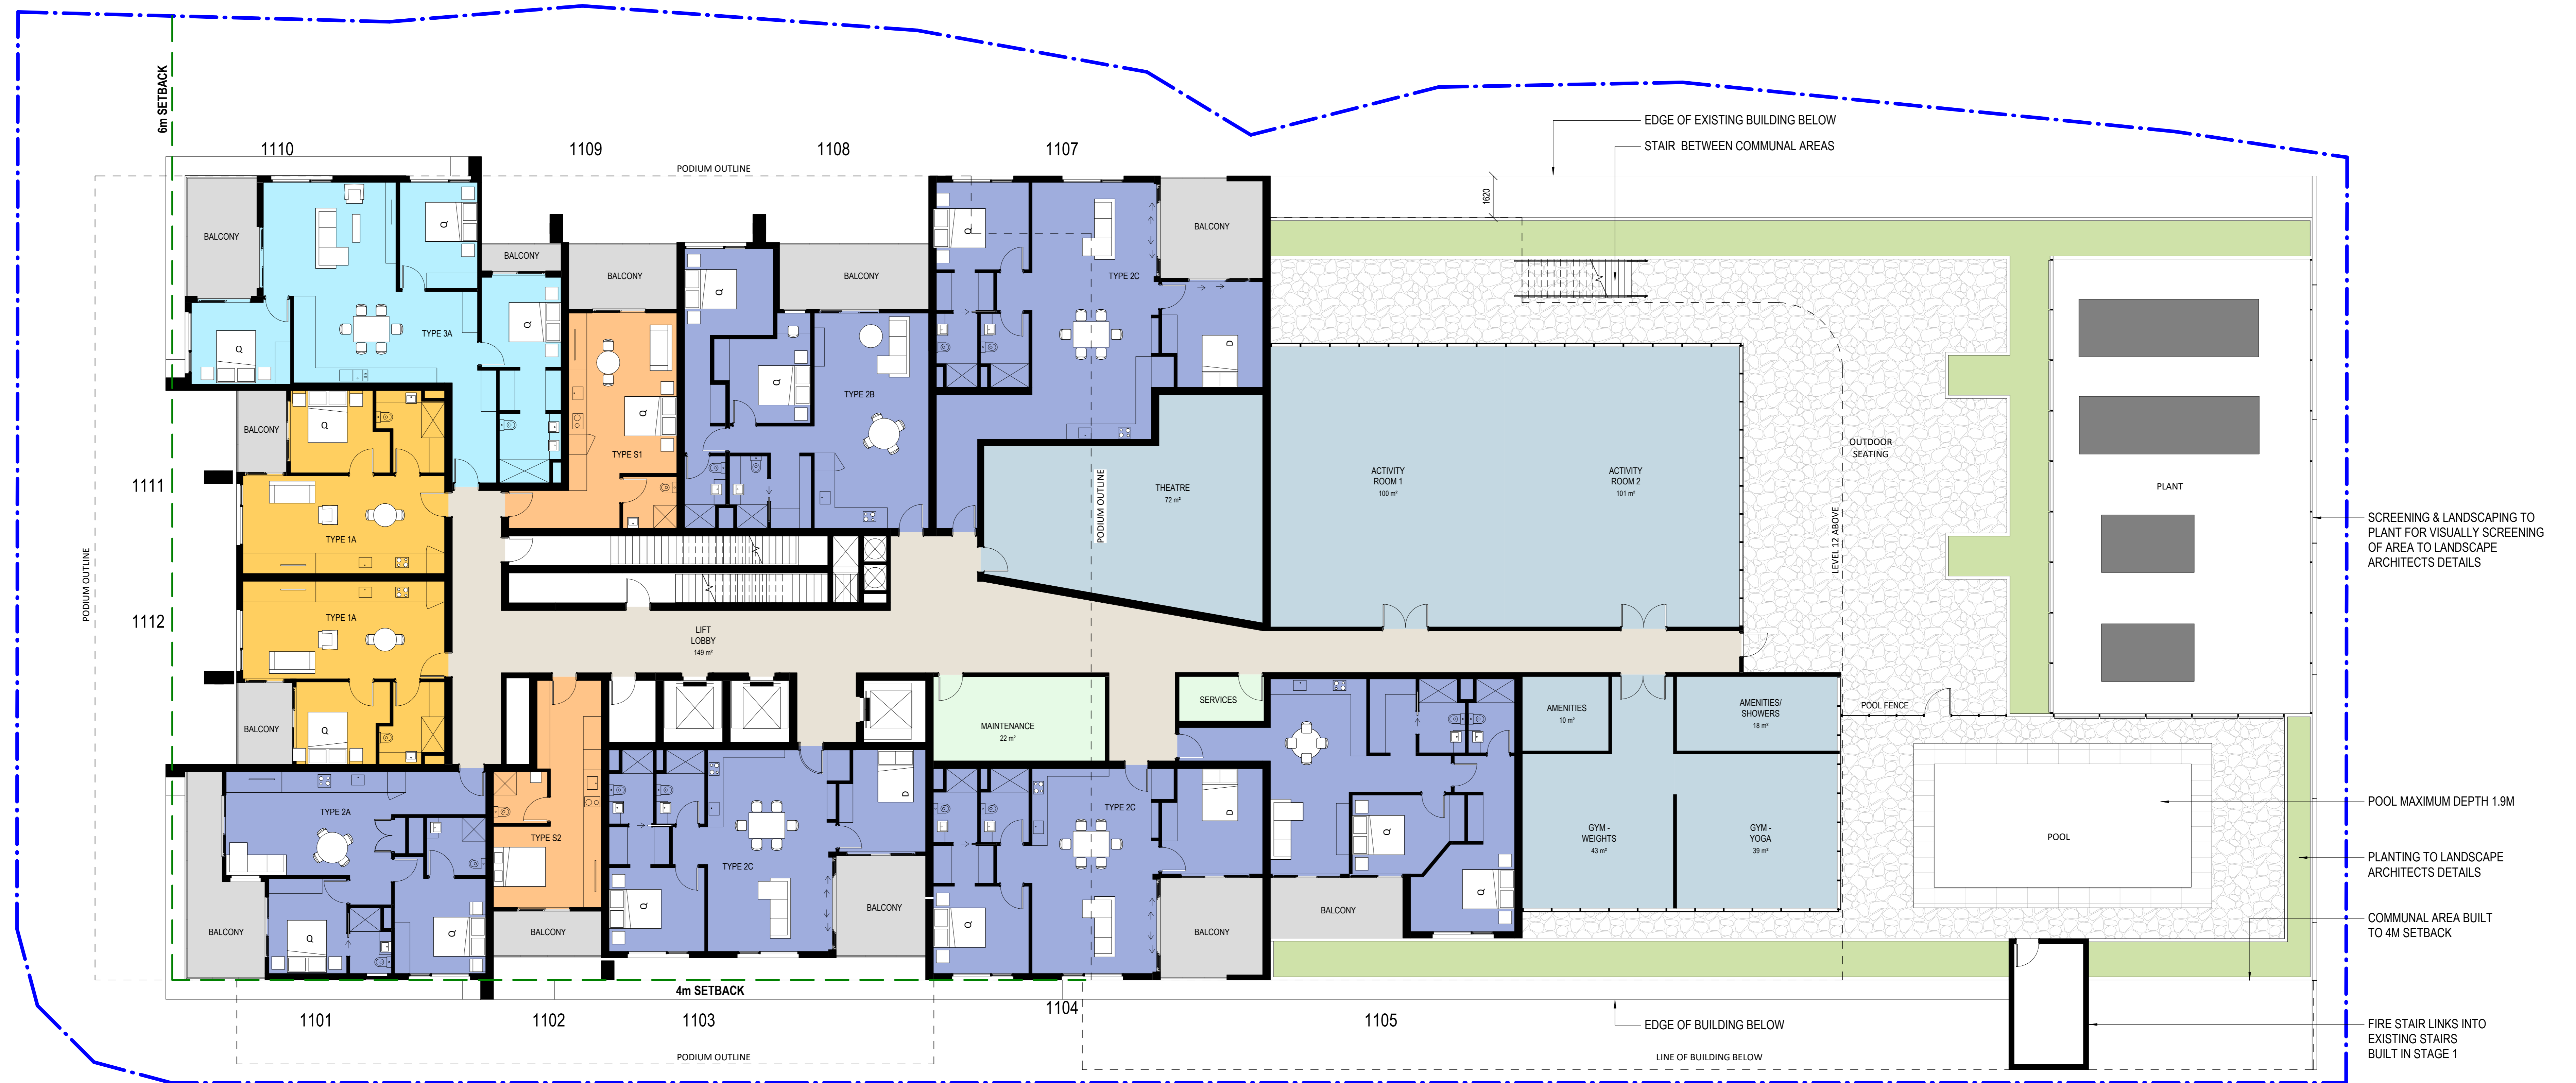 6m SETBACK
1110
1109
1108
1107
PODIUM OUTLINE
EDGE OF EXISTING BUILDING BELOW
STAIR BETWEEN COMMUNAL AREAS
1620
BALCONY
Q
BALCONY
BALCONY
BALCONY
BALCONY
Q
Q
Q
TYPE 2C
TYPE 3A
Q
Q
Q
D
TYPE 2B
BALCONY
Q
Q
TYPE S1
OUTDOOR
SEATING
1111
TYPE 1A
THEATRE
72 m²
PODIUM OUTLINE
ACTIVITY
ROOM 1
100 m²
ACTIVITY
ROOM 2
101 m²
PLANT
LEVEL 12 ABOVE
SCREENING & LANDSCAPING TO
PLANT FOR VISUALLY SCREENING
OF AREA TO LANDSCAPE
ARCHITECTS DETAILS
PODIUM OUTLINE
1112
TYPE 1A
LIFT
LOBBY
149 m²
BALCONY
Q
MAINTENANCE
22 m²
SERVICES
AMENITIES
10 m²
AMENITIES/
SHOWERS
18 m²
POOL FENCE
TYPE 2A
TYPE S2
TYPE 2C
D
TYPE 2C
D
Q
GYM -
WEIGHTS
43 m²
GYM -
YOGA
39 m²
POOL
POOL MAXIMUM DEPTH 1.9M
PLANTING TO LANDSCAPE
ARCHITECTS DETAILS
BALCONY
Q
Q
Q
BALCONY
Q
BALCONY
Q
BALCONY
BALCONY
Q
COMMUNAL AREA BUILT
TO 4M SETBACK
4m SETBACK
1101
1102
1103
1104
1105
EDGE OF BUILDING BELOW
FIRE STAIR LINKS INTO
EXISTING STAIRS
BUILT IN STAGE 1
PODIUM OUTLINE
LINE OF BUILDING BELOW